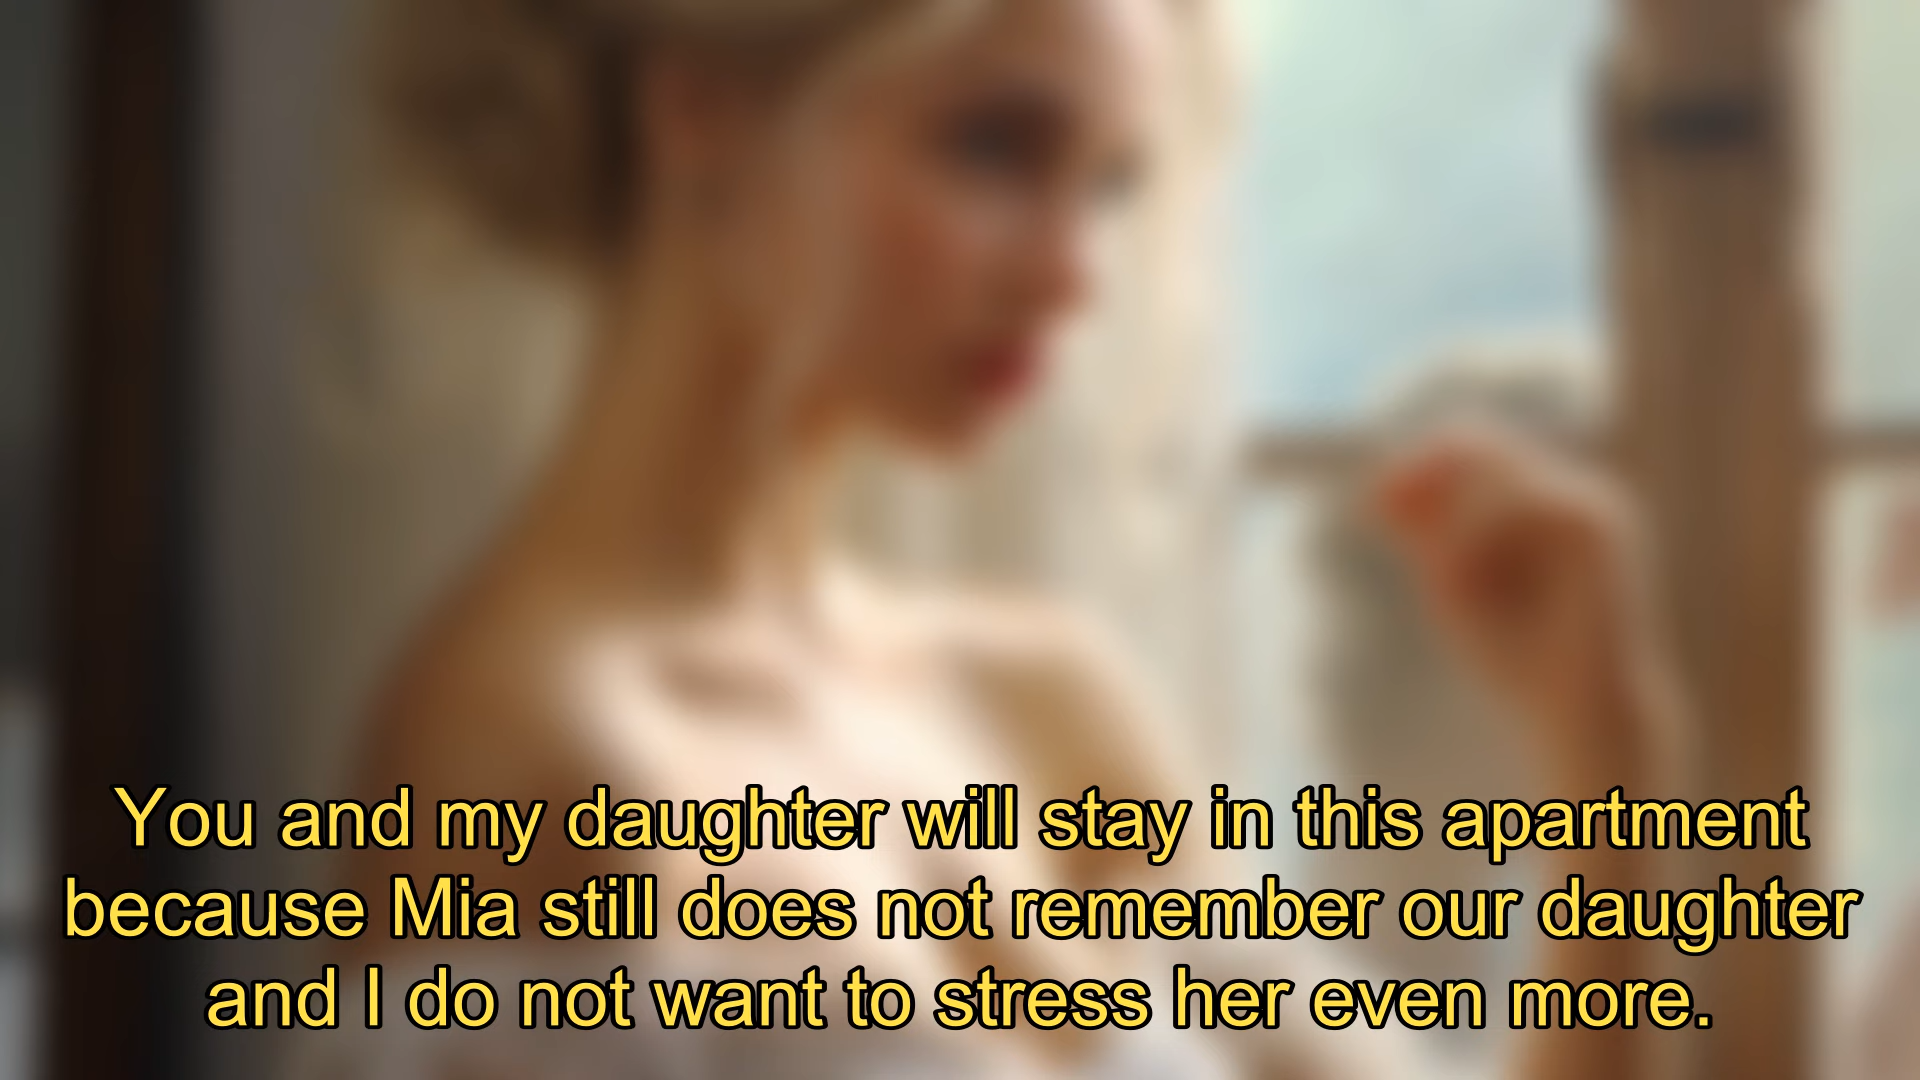 You and my daughter will stay in this apartment
because Mia still does not remember our daughter
and I do not want to stress her even more.